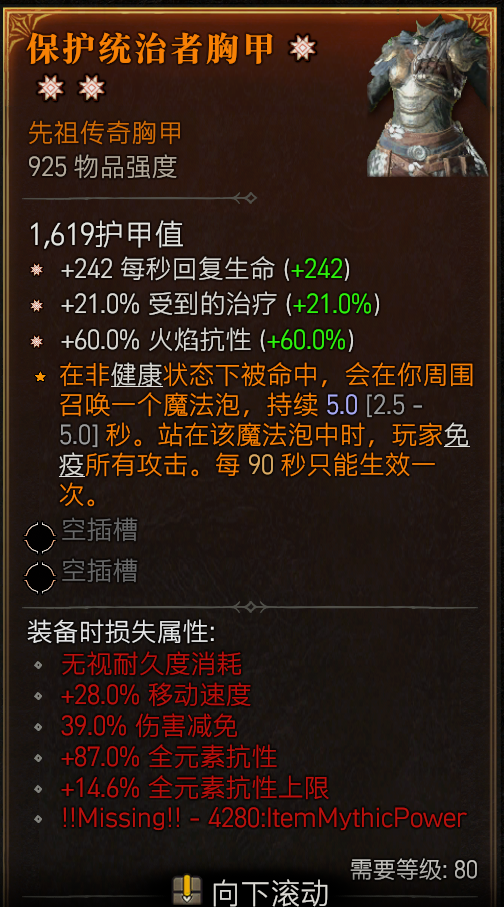 保护统治者胸甲
先祖传奇胸甲
925 物品强度
1,619护甲值
+242 每秒回复生命 (+242)
+21.0% 受到的治疗 (+21.0%)
+60.0% 火焰抗性 (+60.0%)
在非健康状态下被命中，会在你周围
召唤一个魔法泡，持续 5.0 [2.5 -
5.0] 秒。站在该魔法泡中时，玩家免
疫所有攻击。每 90 秒只能生效一
次。
空插槽
空插槽
装备时损失属性:
无视耐久度消耗
+28.0% 移动速度
39.0% 伤害减免
+87.0% 全元素抗性
+14.6% 全元素抗性上限
!!Missing!! - 4280:ItemMythicPower
需要等级: 80
向下滚动